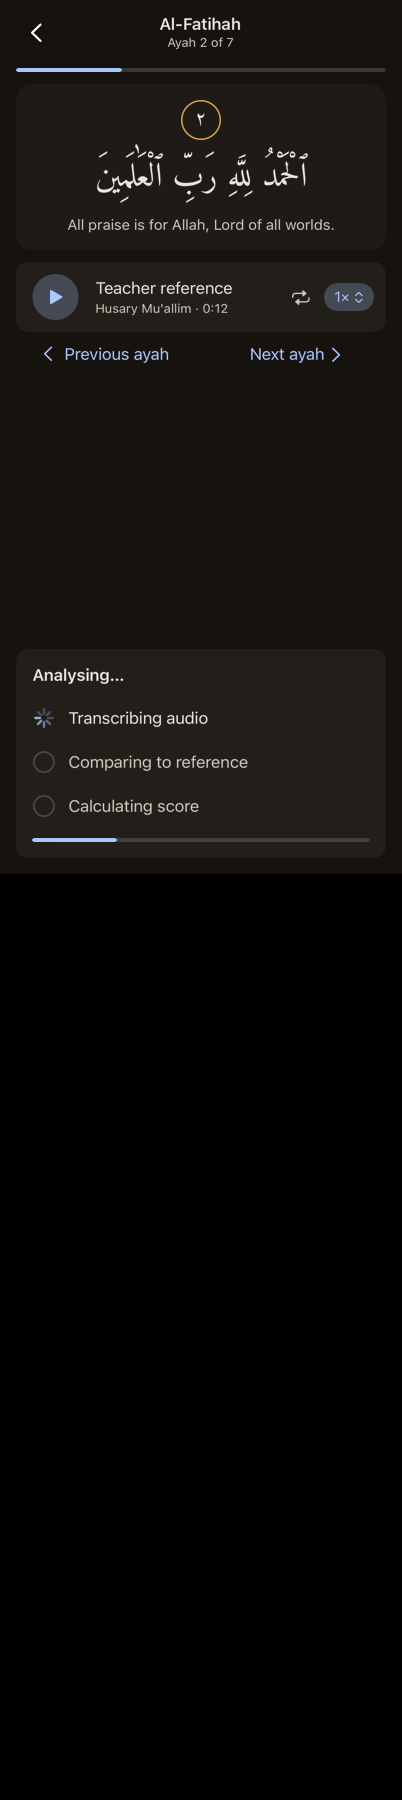 Al-Fatihah
Ayah 2 of 7
٢
ٱلْحَمْدُ لِلَّهِ رَبِّ ٱلْعَٰلَمِينَ
All praise is for Allah, Lord of all worlds.
Teacher reference
Husary Mu'allim · 0:12
1×
Previous ayah
Next ayah
Analysing...
Transcribing audio
Comparing to reference
Calculating score